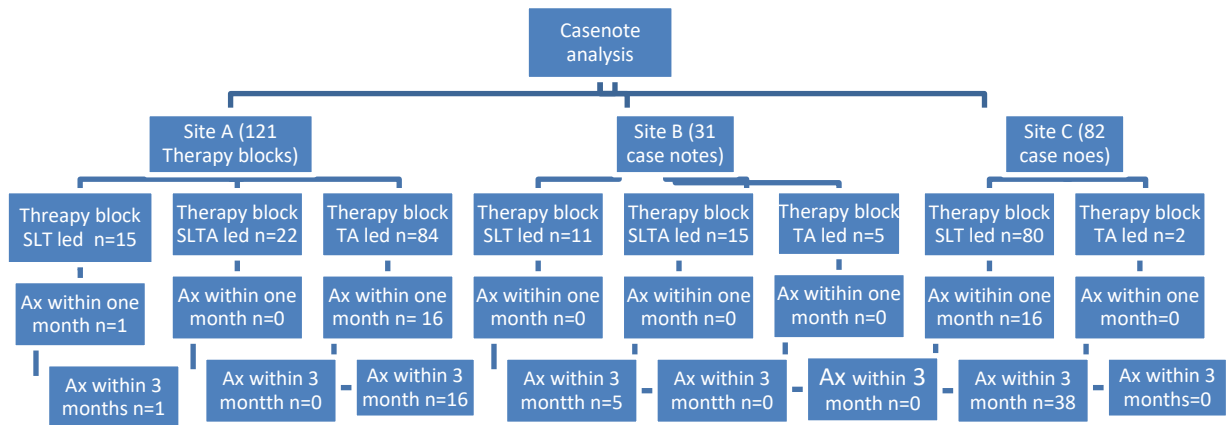 Casenote
analysis
Site A (121
Therapy blocks)
Site B (31
case notes)
Site C (82
case noes)
Threapy block
SLT led n=15
Therapy block
SLTA led n=22
Therapy block
TA led n=84
Therapy block
SLT led n=11
Therapy block
SLTA led n=15
Therapy block
TA led n=5
Therapy block
SLT led n=80
Therapy block
TA led n=2
Ax within one
month n=1
Ax within one
month n=0
Ax within one
month n= 16
Ax witihin one
month n=0
Ax witihin one
month n=0
Ax witihin one
month n=0
Ax within one
month n=16
Ax within one
month=0
Ax within 3
months n=1
Ax within 3
montth n=0
Ax within 3
month n=16
Ax within 3
montth n=5
Ax within 3
montth n=0
Ax within 3
month n=0
Ax within 3
month n=38
Ax within 3
months=0